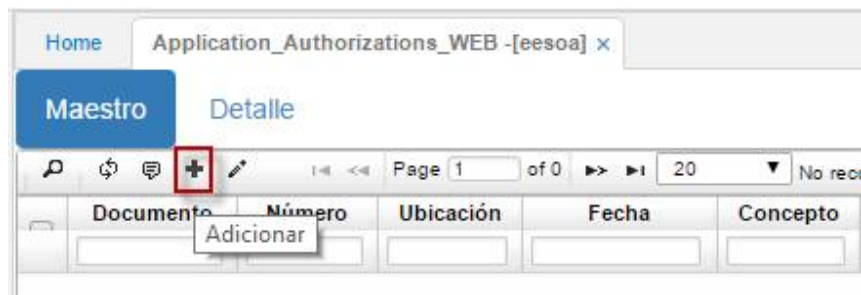 Home Application_Authorizations_WEB -[eesoa] ×
Maestro Detalle
Page 1 of 0 20 No rec
Documento Número Ubicación Fecha Concepto
Adicionar